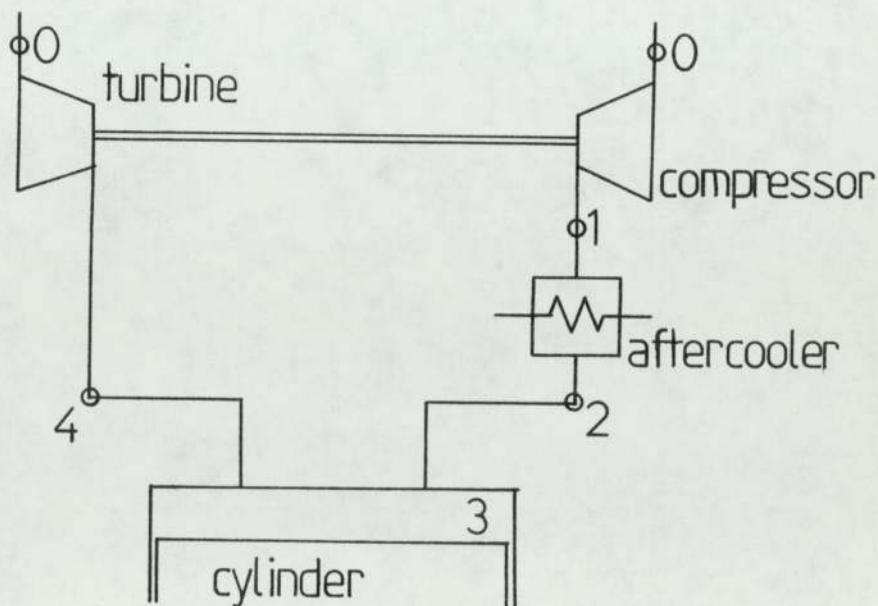 0
0
turbine
compressor
1
aftercooler
4
2
3
cylinder